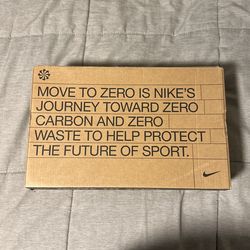 MOVE TO ZERO IS NIKE'S
JOURNEY TOWARD ZERO
CARBON AND ZERO
WASTE TO HELP PROTECT
THE FUTURE OF SPORT.